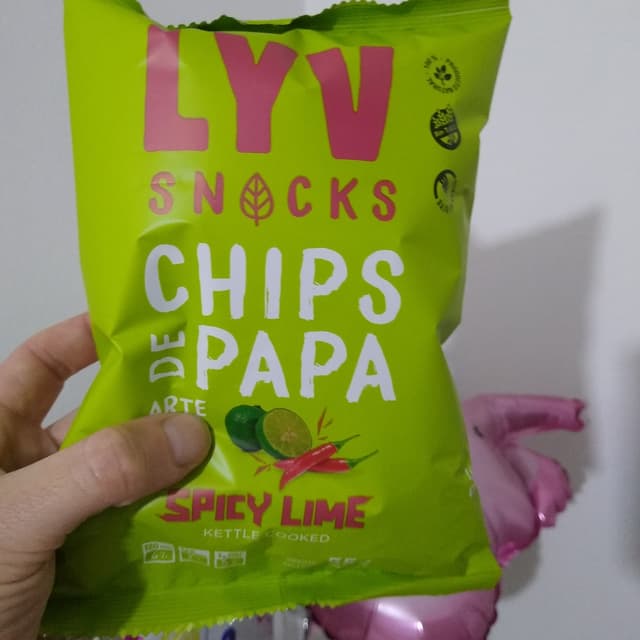 LYV
SNACKS
CHIPS
DE PAPA
ARTE
SPICY LIME
KETTLE COOKED